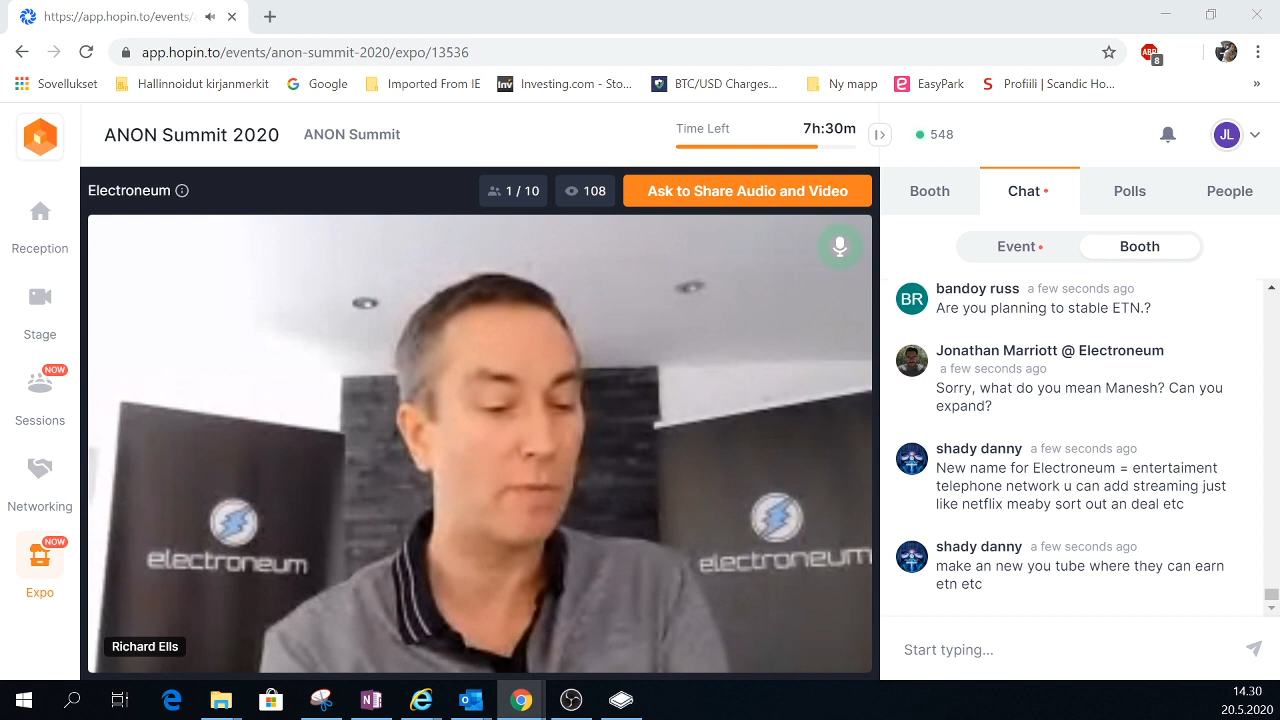 https://app.hopin.to/events/
app.hopin.to/events/anon-summit-2020/expo/13536
ABP
8
Sovellukset
Hallinnoidut kirjanmerkit
Google
Imported From IE
Inv
Investing.com - Sto...
BTC/USD Charges...
Ny mapp
EasyPark
Profiili | Scandic Ho...
»
ANON Summit 2020
ANON Summit
Time Left
7h:30m
548
JL
Electroneum
1 / 10
108
Ask to Share Audio and Video
Reception
Stage
NOW
Sessions
Networking
NOW
Expo
electroneum
electroneum
Richard Ells
Booth
Chat
Polls
People
Event
Booth
BR
bandoy russ a few seconds ago
Are you planning to stable ETN.?
Jonathan Marriott @ Electroneum
a few seconds ago
Sorry, what do you mean Manesh? Can you
expand?
shady danny a few seconds ago
New name for Electroneum = entertaiment
telephone network u can add streaming just
like netflix meaby sort out an deal etc
shady danny a few seconds ago
make an new you tube where they can earn
etn etc
Start typing...
14.30
20.5.2020